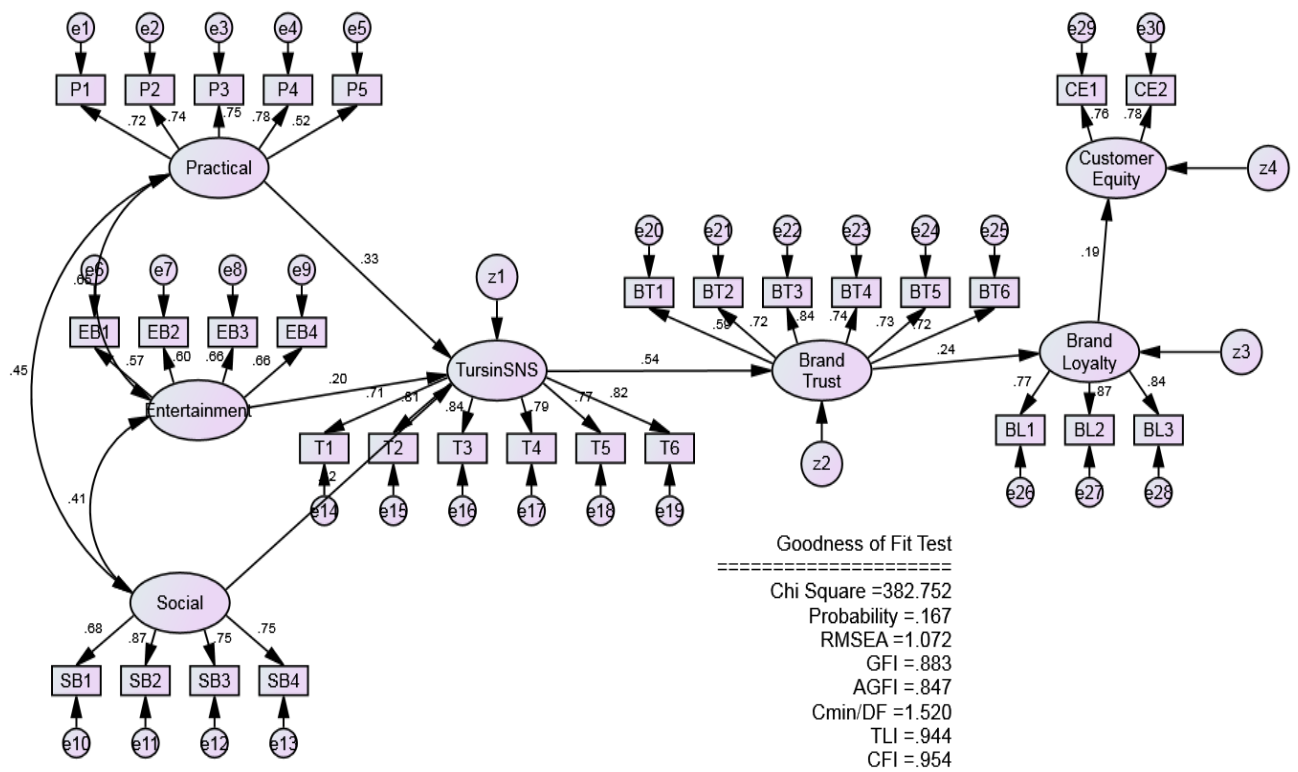 e1 e2 e3 e4 e5
P1 P2 P3 P4 P5
.72 .74 .75 .78 .52
Practical
e29 e30
CE1 CE2
.76 .78
Customer
Equity
z4
.19
.33
.45
e6 e7 e8 e9
EB1 EB2 EB3 EB4
.57 .60 .66 .66
Entertainment
.20
.41
z1
TursinSNS
.54
.71 .81 .84 .79 .77 .82
T1 T2 T3 T4 T5 T6
e14 e15 e16 e17 e18 e19
e20 e21 e22 e23 e24 e25
BT1 BT2 BT3 BT4 BT5 BT6
.59 .72 .84 .74 .73 .72
Brand
Trust
z2
.24
Brand
Loyalty
z3
.77 .87 .84
BL1 BL2 BL3
e26 e27 e28
Social
.68 .87 .75 .75
SB1 SB2 SB3 SB4
e10 e11 e12 e13
Goodness of Fit Test
======================
Chi Square =382.752
Probability =.167
RMSEA =1.072
GFI =.883
AGFI =.847
Cmin/DF =1.520
TLI =.944
CFI =.954